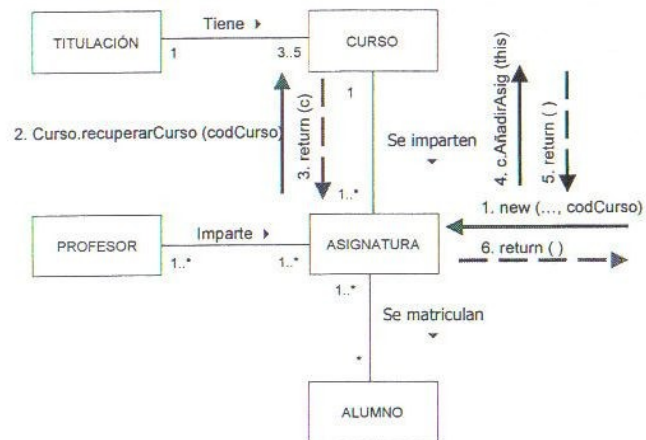 Tiene
TITULACIÓN
CURSO
1
3..5
1
2. Curso.recuperarCurso (codCurso)
3. return (c)
Se imparten
4. c.AñadirAsig (this)
5. return ( )
1..*
1. new (..., codCurso)
PROFESOR
Imparte
ASIGNATURA
6. return ( )
1..*
1..*
1..*
Se matriculan
*
ALUMNO